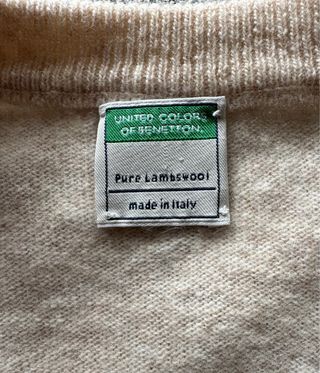 UNITED COLORS
OF BENETTON.
Pure Lambswool
made in Italy